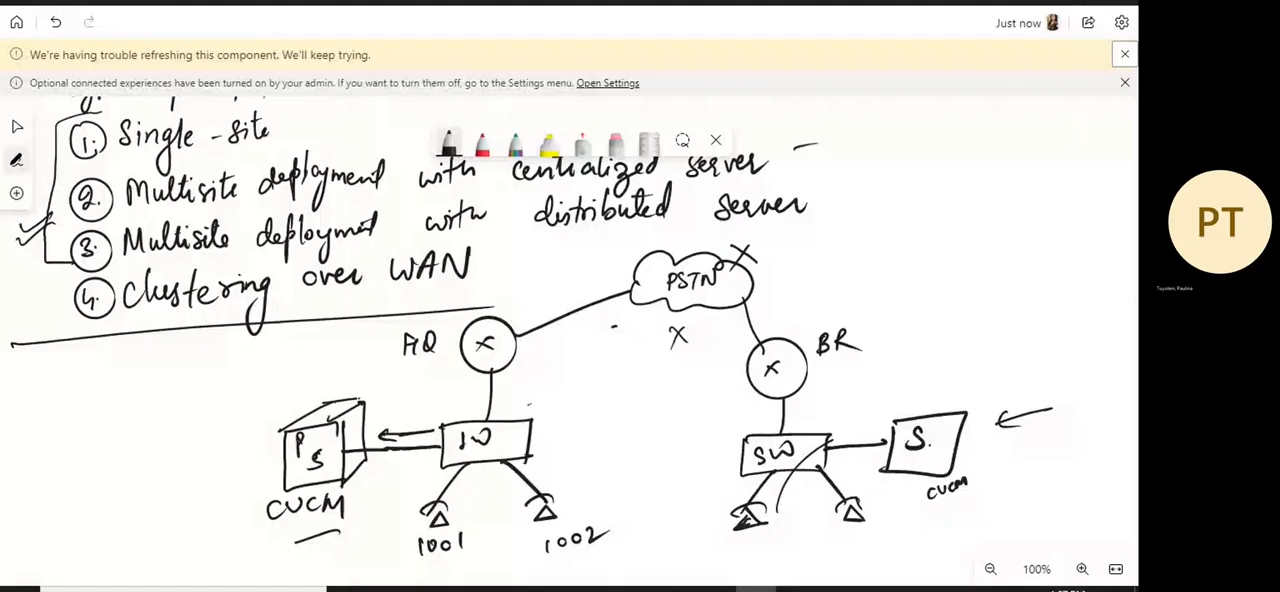 Just now
We're having trouble refreshing this component. We'll keep trying.
Optional connected experiences have been turned on by your admin. If you want to turn them off, go to the Settings menu. Open Settings
1. Single-site
2. Multisite deployment with centralized server
3. Multisite deployment with distributed server
4. Clustering over WAN
PSTN X
HQ X
X
X BR
P
S
CUCM
SW
SW
S.
CUCM
1001
1002
100%
PT
Tuyoleni, Paulina